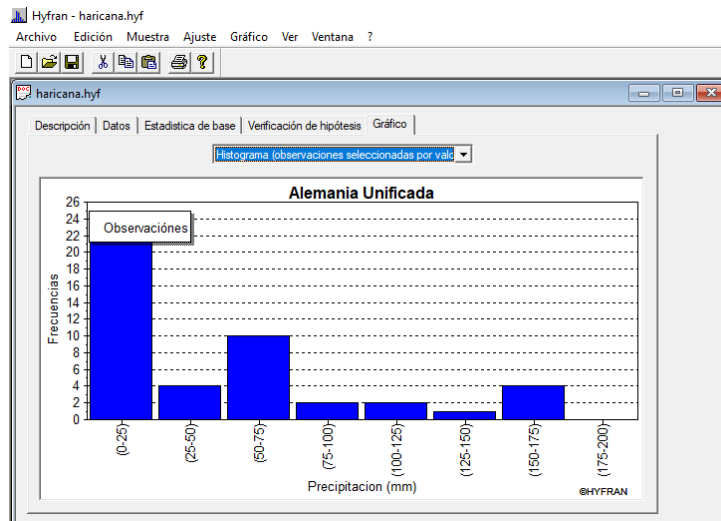 Hyfran - haricana.hyf
Archivo Edición Muestra Ajuste Gráfico Ver Ventana ?
haricana.hyf
Descripción Datos Estadistica de base Verificación de hipótesis Gráfico
Histograma (observaciones seleccionadas por valc
Alemania Unificada
Observaciónes
Frecuencias
26
24
22
20
18
16
14
12
10
8
6
4
2
0
(0-25)
(25-50)
(50-75)
(75-100)
(100-125)
(125-150)
(150-175)
(175-200)
Precipitacion (mm)
©HYFRAN